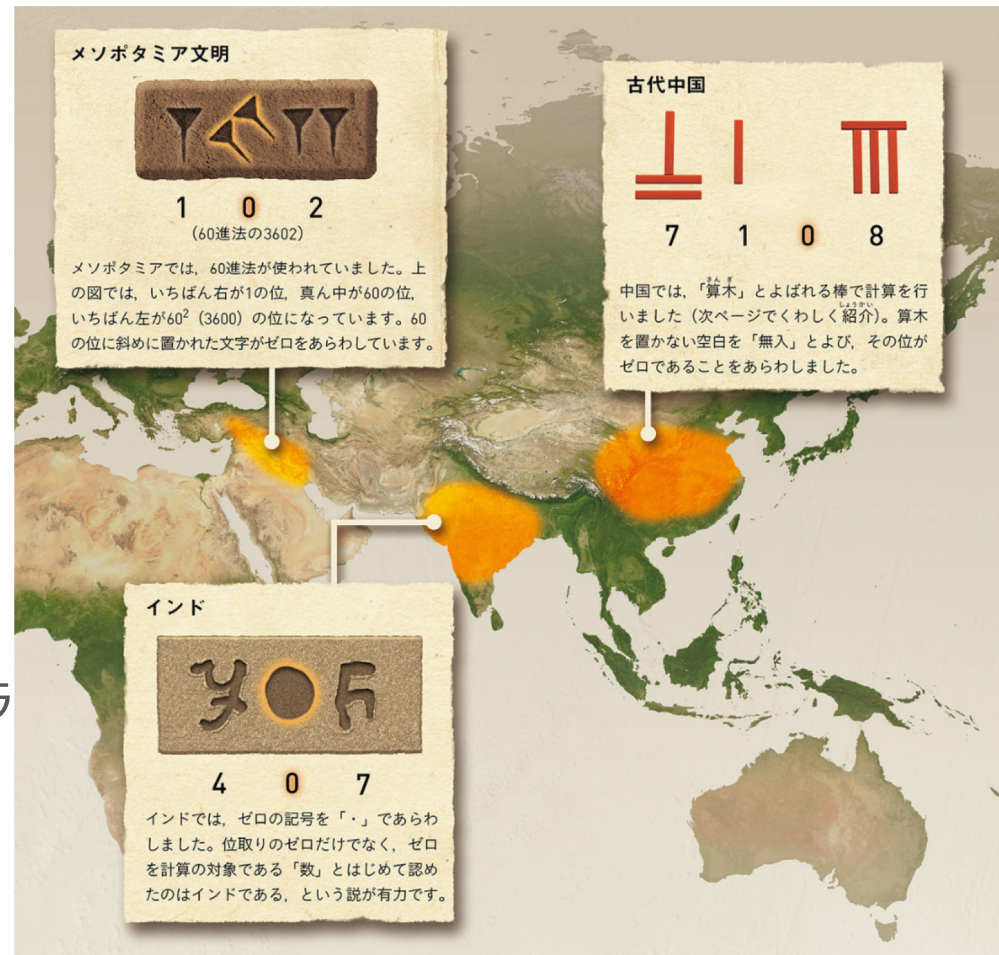 メソポタミア文明
1 0 2
(60進法の3602)
メソポタミアでは，60進法が使われていました。上
の図では，いちばん右が1の位，真ん中が60の位，
いちばん左が60²（3600）の位になっています。60
の位に斜めに置かれた文字がゼロをあらわしています。
古代中国
7 1 0 8
さんぎ
しょうかい
中国では，「算木」とよばれる棒で計算を行
いました（次ページでくわしく紹介）。算木
を置かない空白を「無入」とよび，その位が
ゼロであることをあらわしました。
インド
4 0 7
インドでは，ゼロの記号を「・」であらわ
しました。位取りのゼロだけでなく，ゼロ
を計算の対象である「数」とはじめて認め
たのはインドである，という説が有力です。